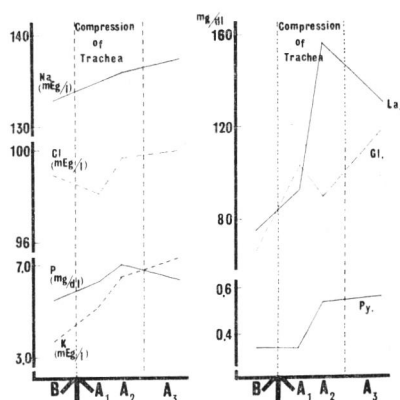 140
Compression
of
Trachea
Na
(mEg/l)
130
100
Cl
(mEg/l)
96
7,0
P
(mg/dl)
K
(mEg/l)
3,0
B
A1
A2
A3
mg/dl
160
Compression
of
Trachea
La.
120
Gl.
80
0,6
Py.
0,4
B
A1
A2
A3